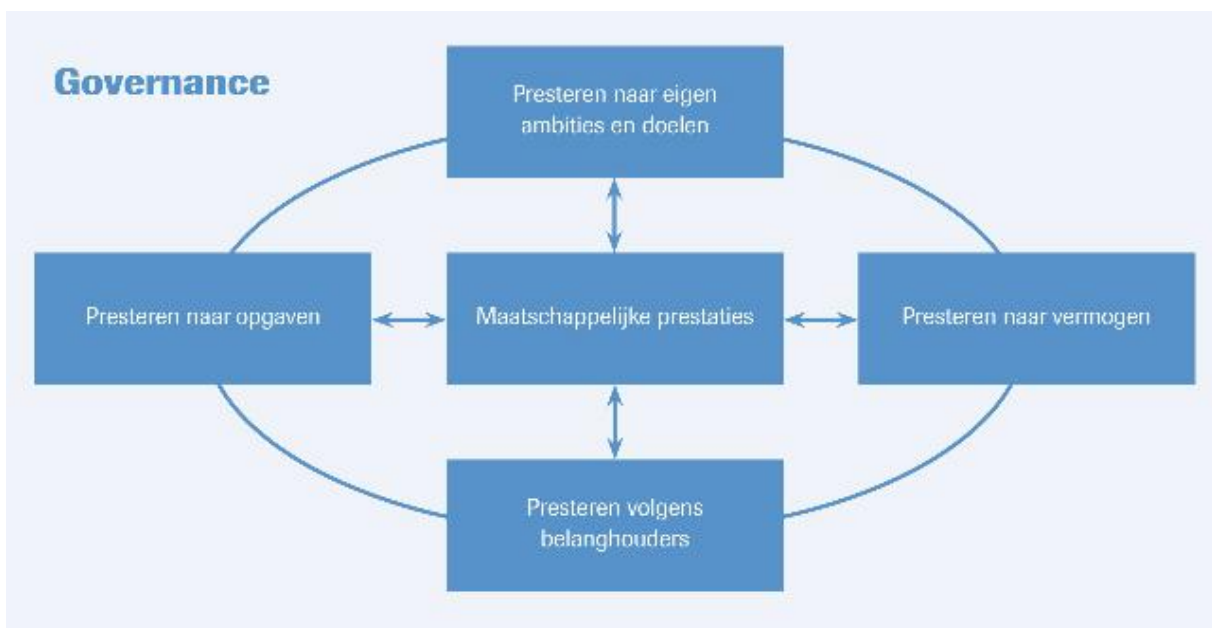 Governance
Presteren naar eigen
ambities en doelen
Presteren naar opgaven
Maatschappelijke prestaties
Presteren naar vermogen
Presteren volgens
belanghouders